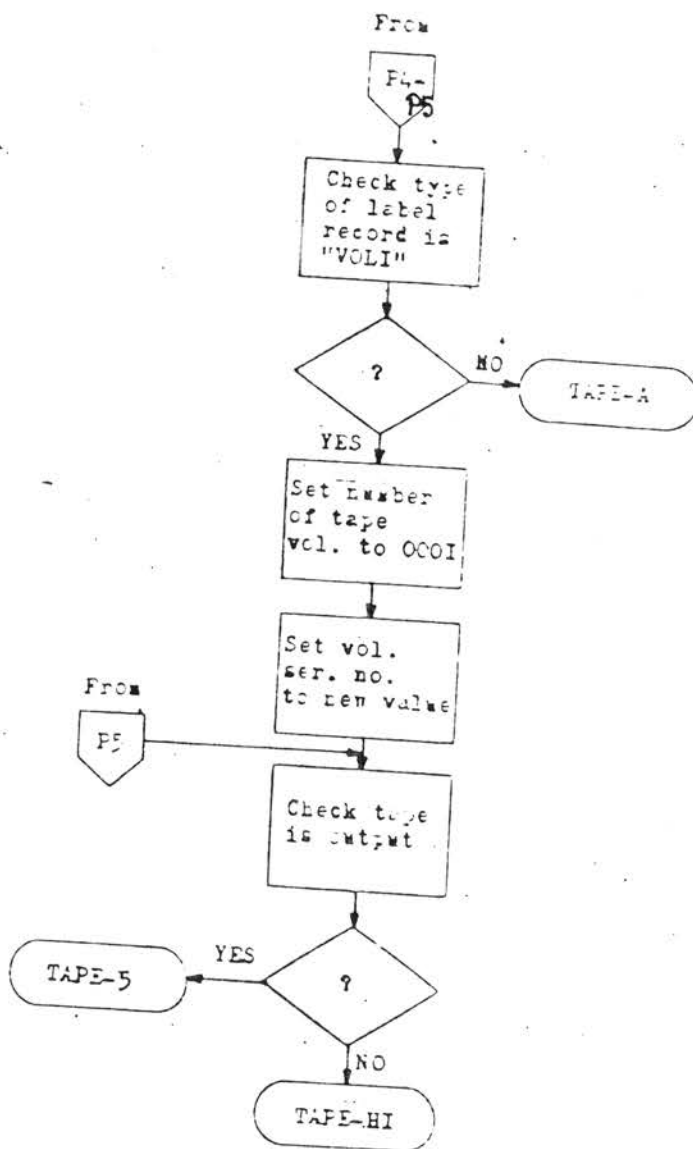 From
P4-
P5
Check type
of label
record is
"VOLI"
?
NO
TAPE-A
YES
Set number
of tape
vol. to OOOI
Set vol.
ser. no.
to new value
From
P5
Check tape
is output
?
YES
TAPE-5
NO
TAPE-HI